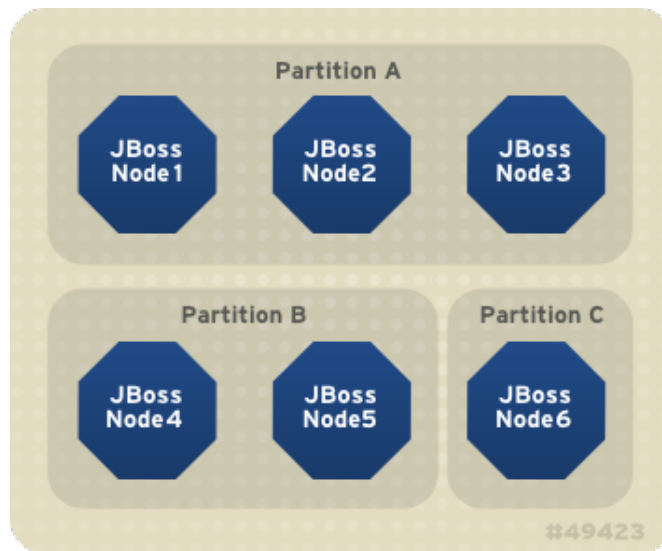 Partition A
JBoss
Node1
JBoss
Node2
JBoss
Node3
Partition B
Partition C
JBoss
Node4
JBoss
Node5
JBoss
Node6
#49423